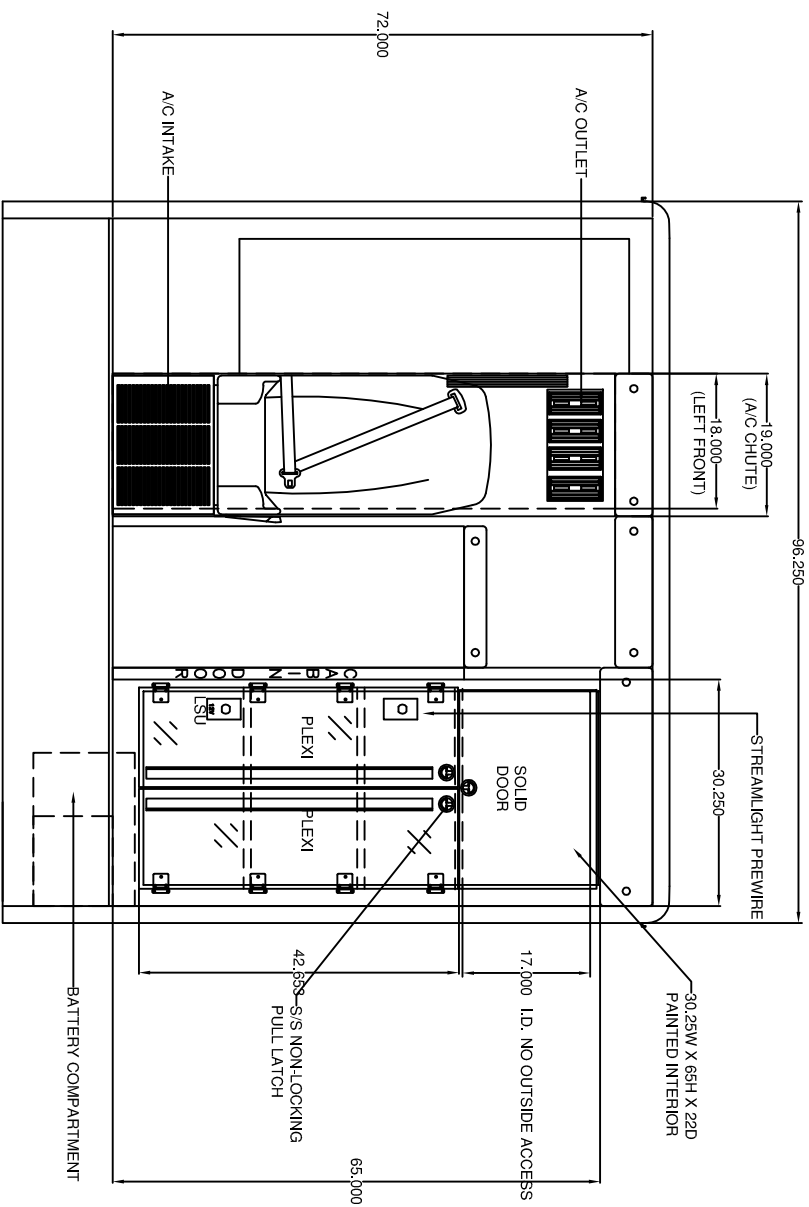 72.000
A/C OUTLET
A/C INTAKE
96.250
19.000
(A/C CHUTE)
18.000
(LEFT FRONT)
STREAMLIGHT PREWIRE
30.250
CABIN DOOR
SOLID
DOOR
PLEXI
PLEXI
LSU
30.25W X 65H X 22D
PAINTED INTERIOR
17.000 I.D. NO OUTSIDE ACCESS
42.653
S/S NON-LOCKING
PULL LATCH
BATTERY COMPARTMENT
65.000